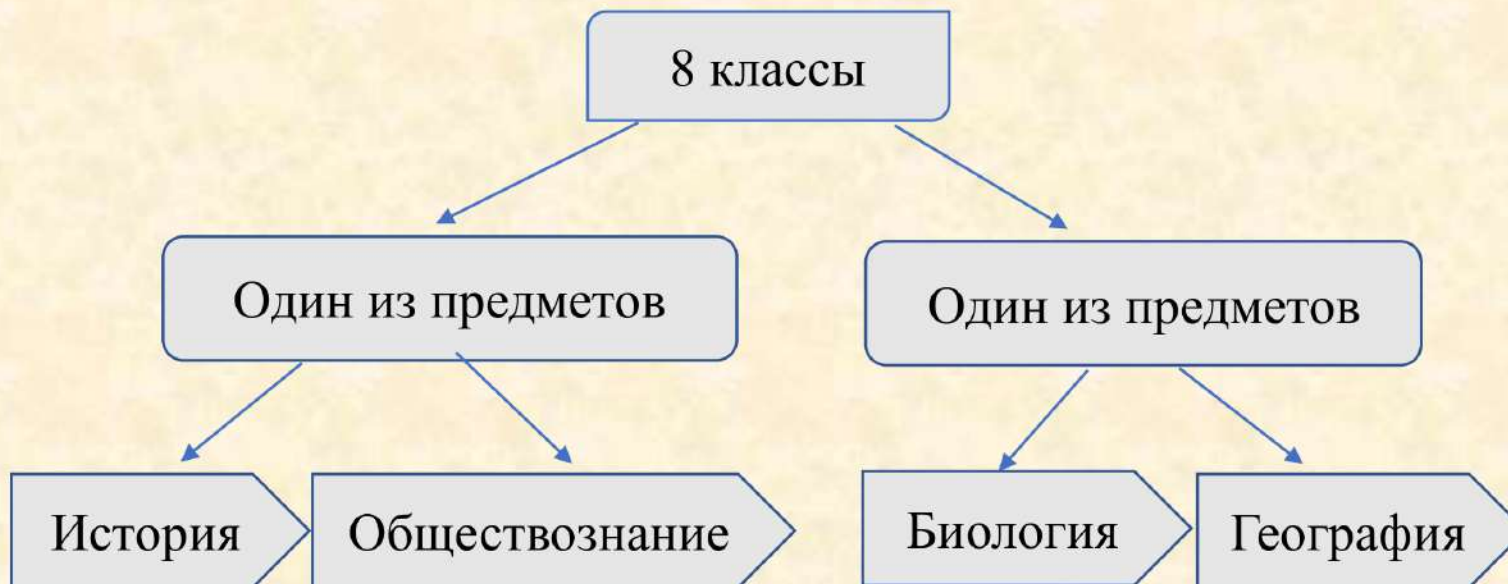 8 классы
Один из предметов
Один из предметов
История
Обществознание
Биология
География